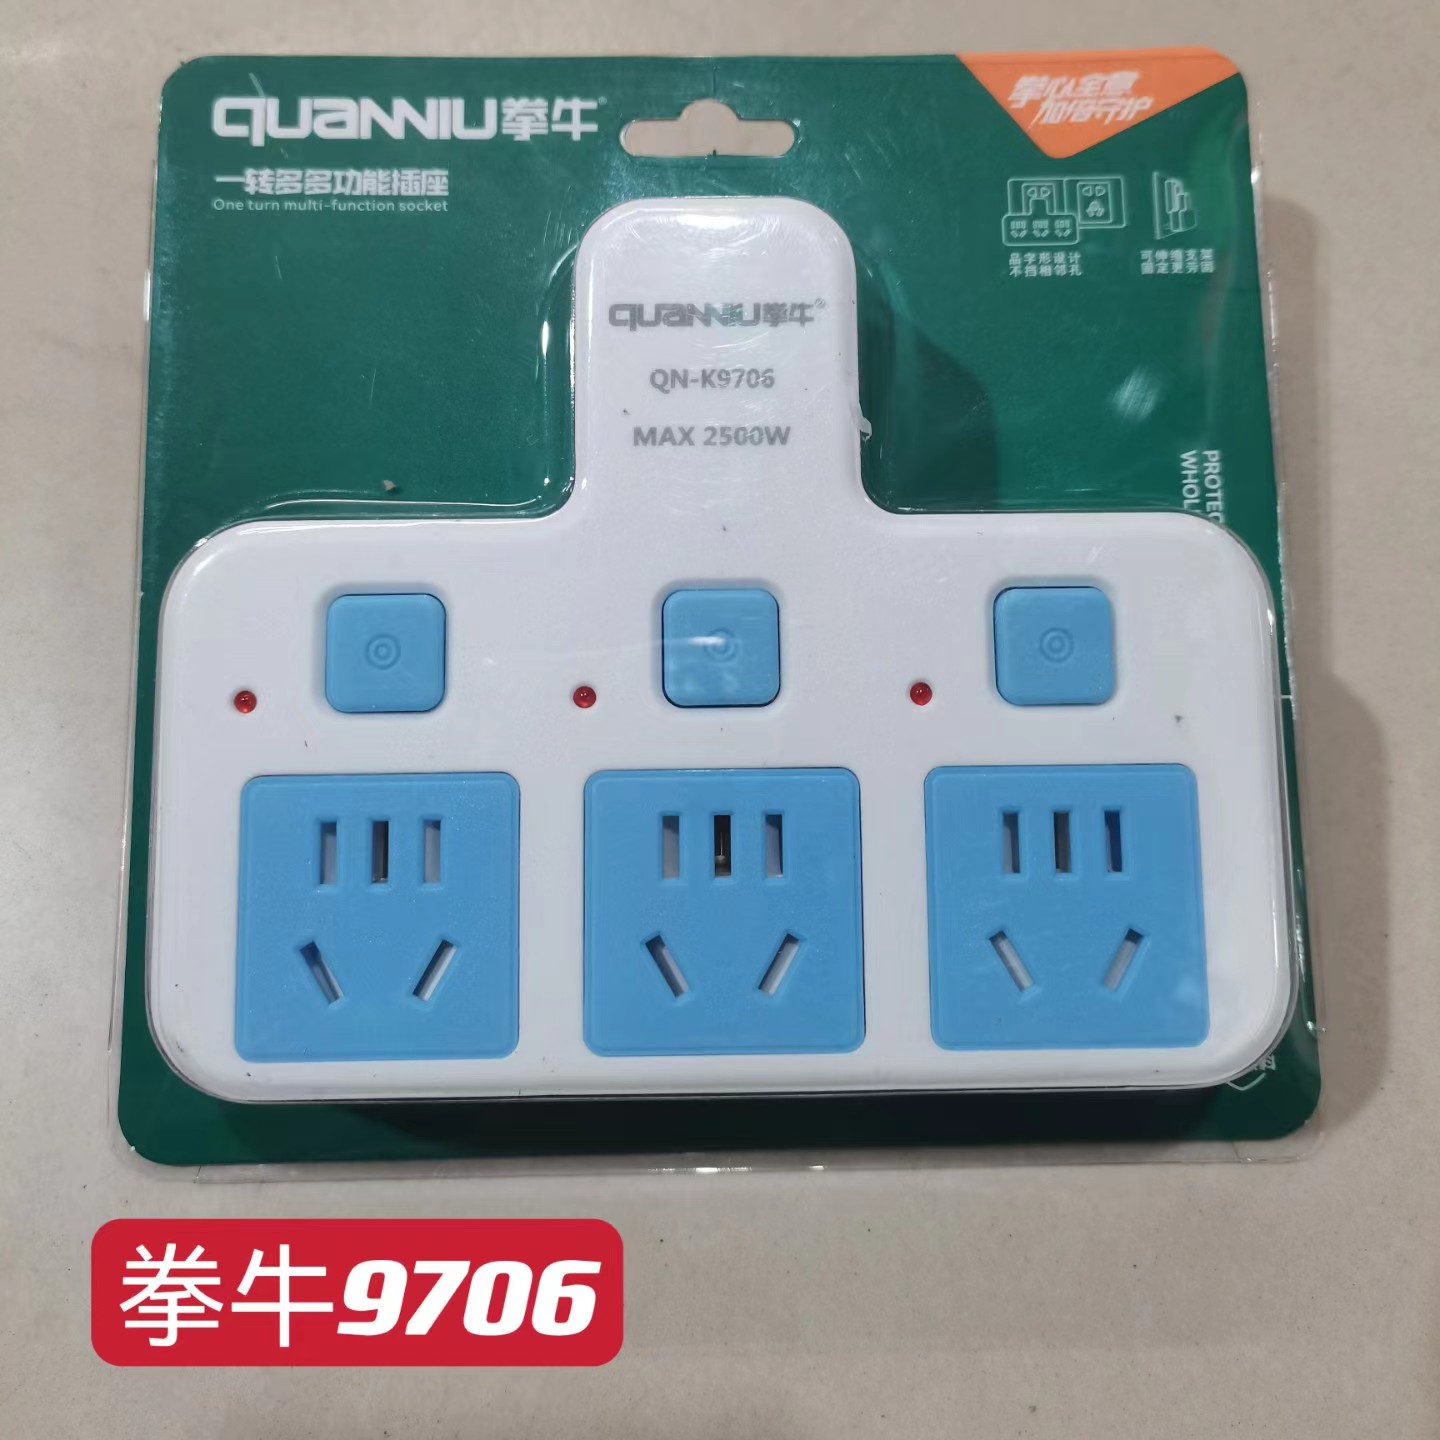 QUANNIU拳牛®
一转多多功能插座
One turn multi-function socket
掌心全意
加倍守护
品字形设计
不挡相邻孔
可伸缩支架
固定更牢固
QUANNIU拳牛®
QN-K9706
MAX 2500W
PROTEC
WHOL
拳牛9706